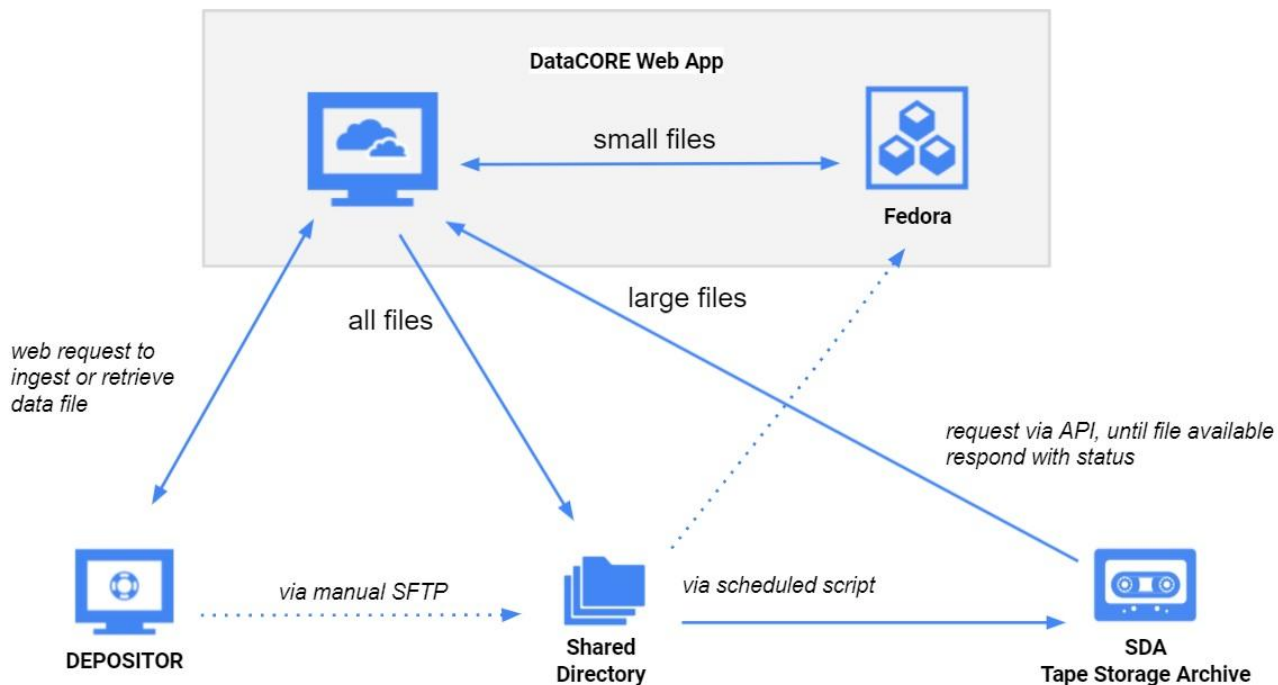 DataCORE Web App
small files
Fedora
all files
large files
web request to
ingest or retrieve
data file
request via API, until file available
respond with status
via manual SFTP
via scheduled script
DEPOSITOR
Shared
Directory
SDA
Tape Storage Archive